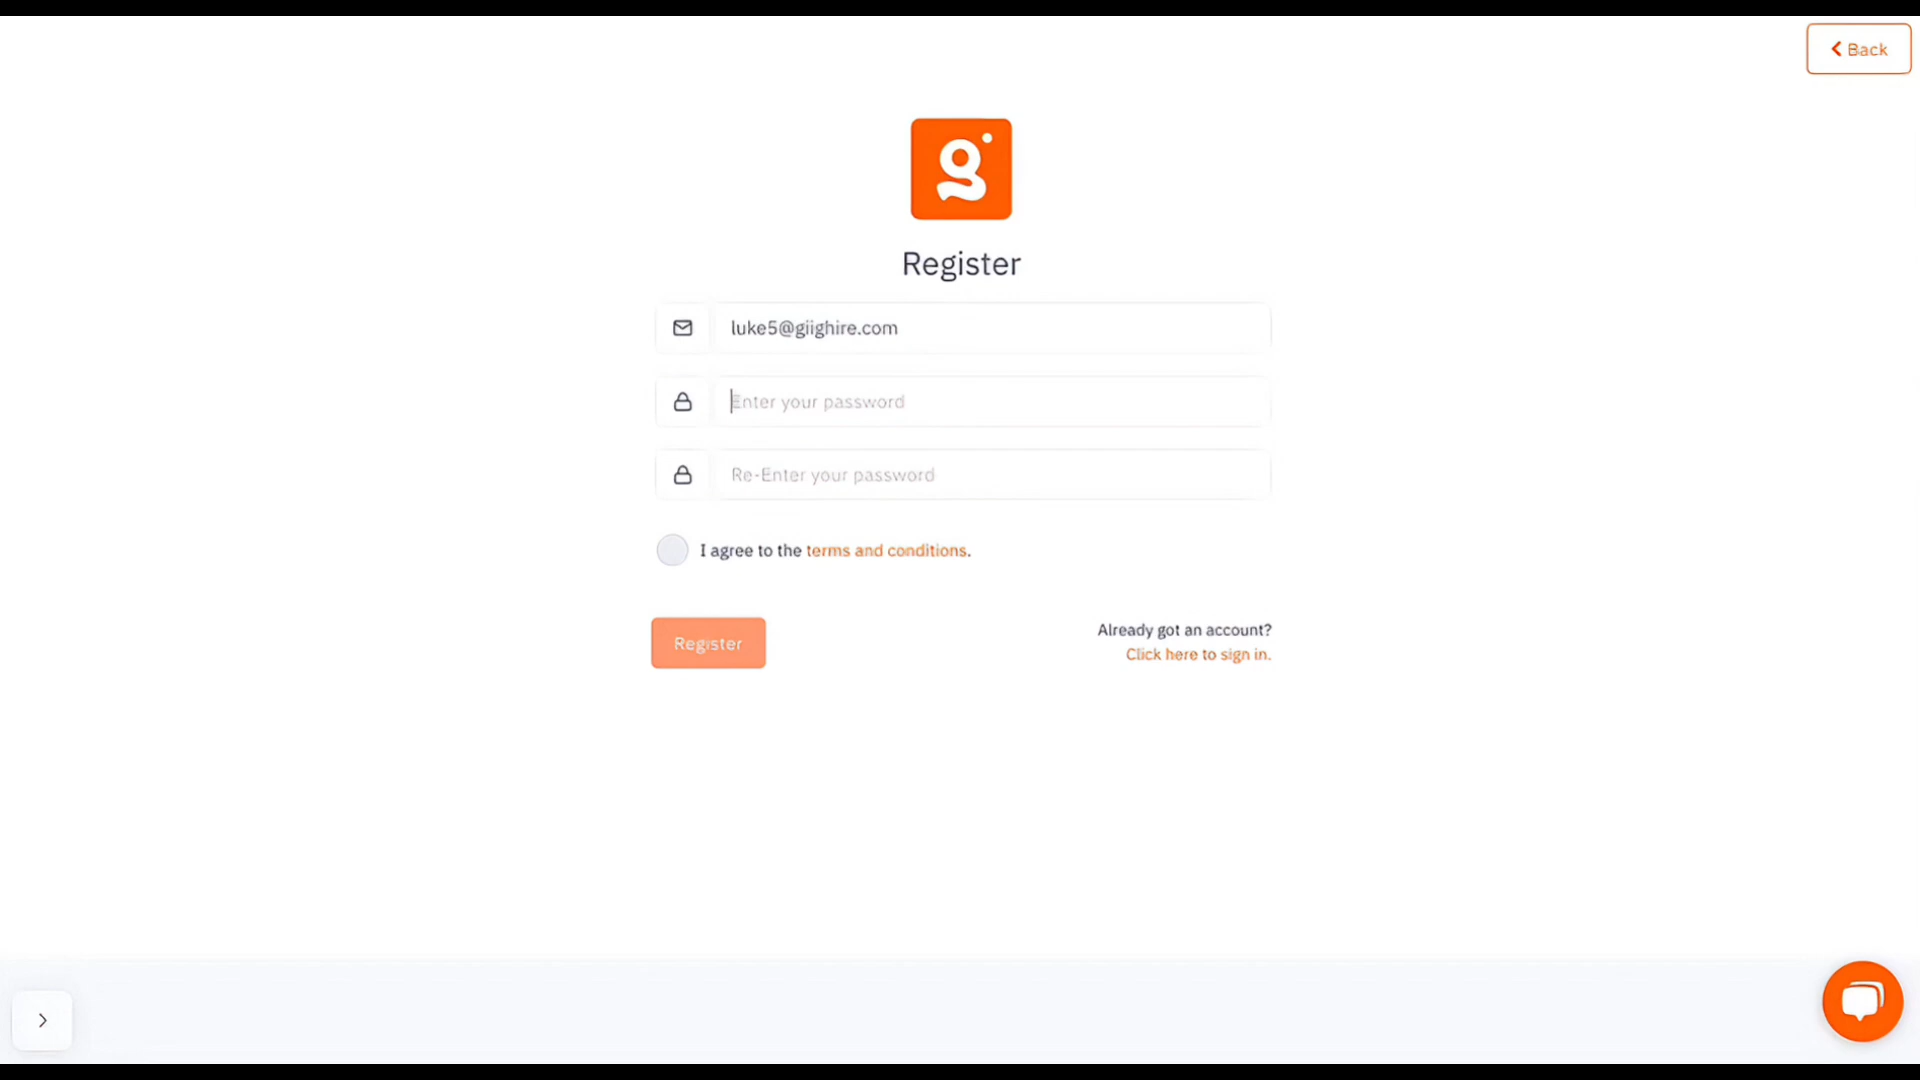 Back
g
Register
luke5@giighire.com
Enter your password
Re-Enter your password
I agree to the terms and conditions.
Register
Already got an account?
Click here to sign in.